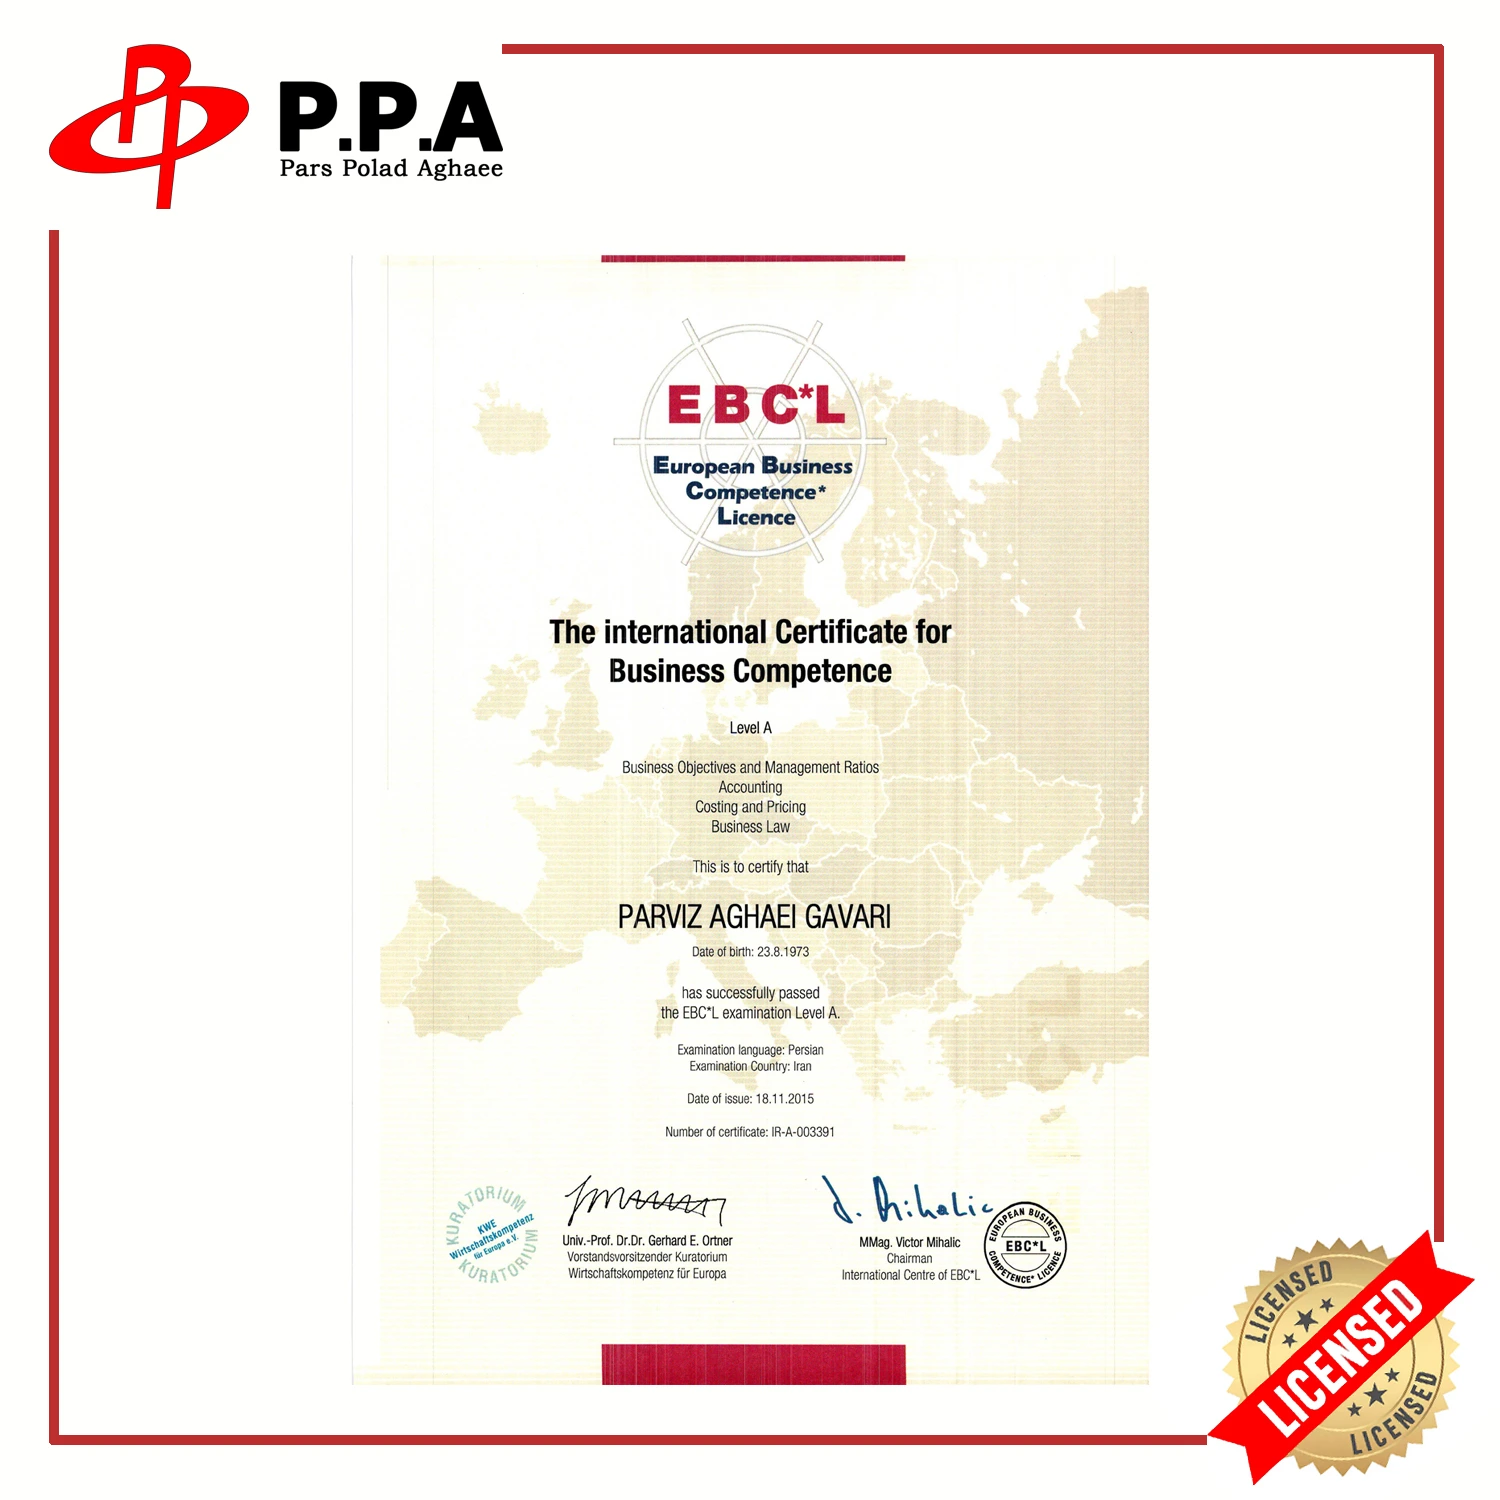 P.P.A
Pars Polad Aghaee
EBC*L
European Business
Competence*
Licence
The international Certificate for
Business Competence
Level A
Business Objectives and Management Ratios
Accounting
Costing and Pricing
Business Law
This is to certify that
PARVIZ AGHAEI GAVARI
Date of birth: 23.8.1973
has successfully passed
the EBC*L examination Level A.
Examination language: Persian
Examination Country: Iran
Date of issue: 18.11.2015
Number of certificate: IR-A-003391
KURATORIUM
KWE
Wirtschaftskompetenz
für Europa e.V.
KURATORIUM
Univ.-Prof. Dr.Dr. Gerhard E. Ortner
Vorstandsvorsitzender Kuratorium
Wirtschaftskompetenz für Europa
MMag. Victor Mihalic
Chairman
International Centre of EBC*L
EUROPEAN BUSINESS
EBC*L
COMPETENCE* LICENCE
LICENSED
LICENSED
LICENSED